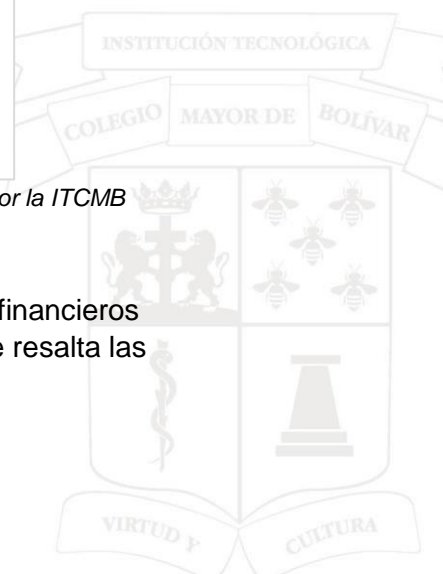 INSTITUCIÓN TECNOLÓGICA
COLEGIO MAYOR DE BOLÍVAR
or la ITCMB
financieros
e resalta las
VIRTUD Y CULTURA